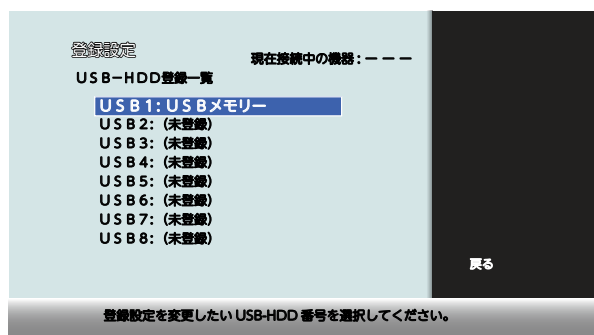 登録設定
現在接続中の機器:ーーー
USB-HDD登録一覧
USB1:USBメモリー
USB2:(未登録)
USB3:(未登録)
USB4:(未登録)
USB5:(未登録)
USB6:(未登録)
USB7:(未登録)
USB8:(未登録)
戻る
登録設定を変更したいUSB-HDD番号を選択してください。